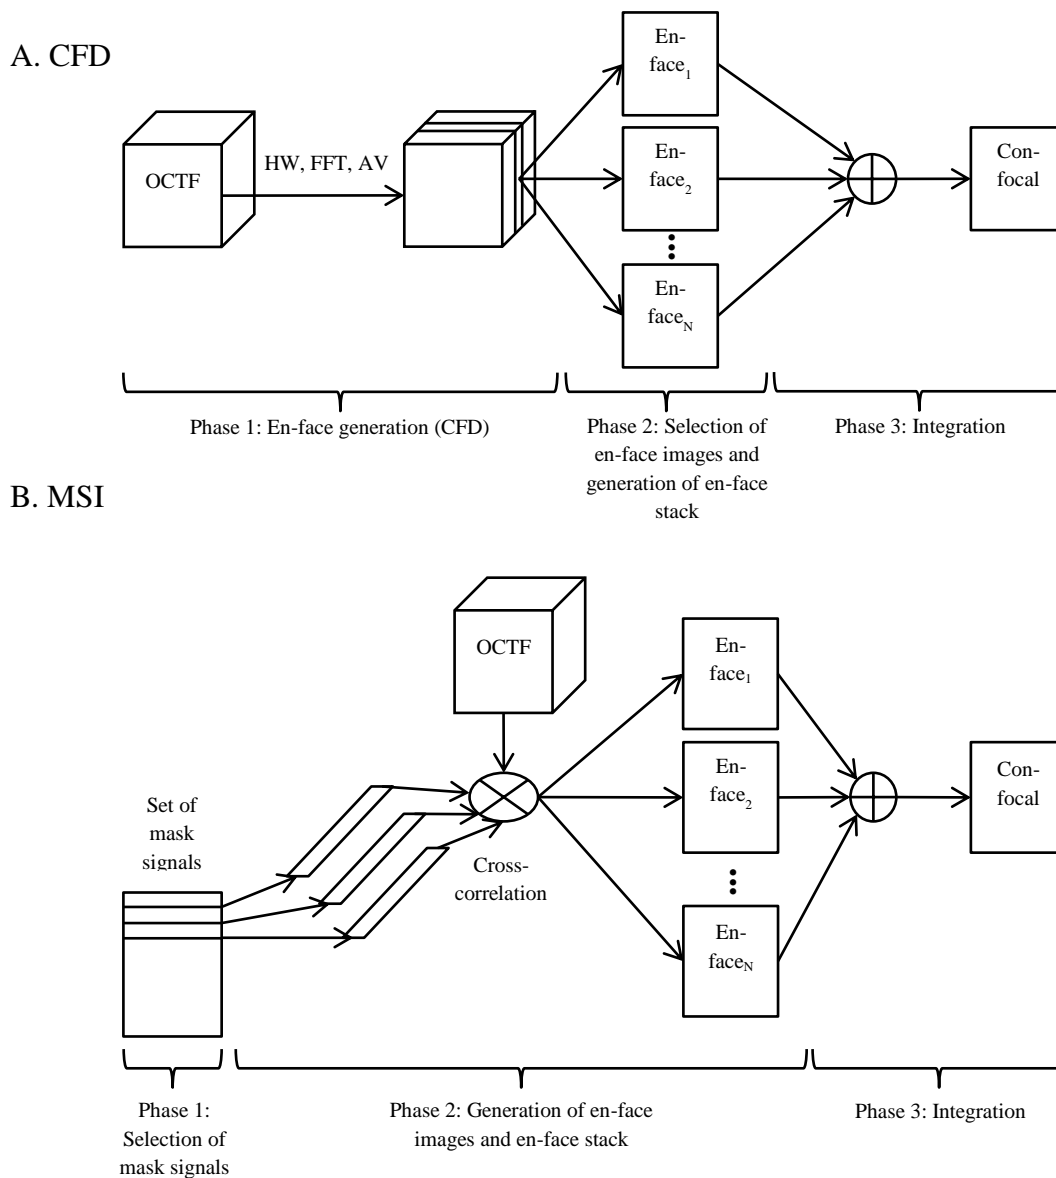 A. CFD
OCTF
HW, FFT, AV
En-
face1
En-
face2
En-
faceN
Con-
focal
Phase 1: En-face generation (CFD)
Phase 2: Selection of
en-face images and
generation of en-face
stack
Phase 3: Integration
B. MSI
OCTF
Set of
mask
signals
Cross-
correlation
En-
face1
En-
face2
En-
faceN
Con-
focal
Phase 1:
Selection of
mask signals
Phase 2: Generation of en-face
images and en-face stack
Phase 3: Integration